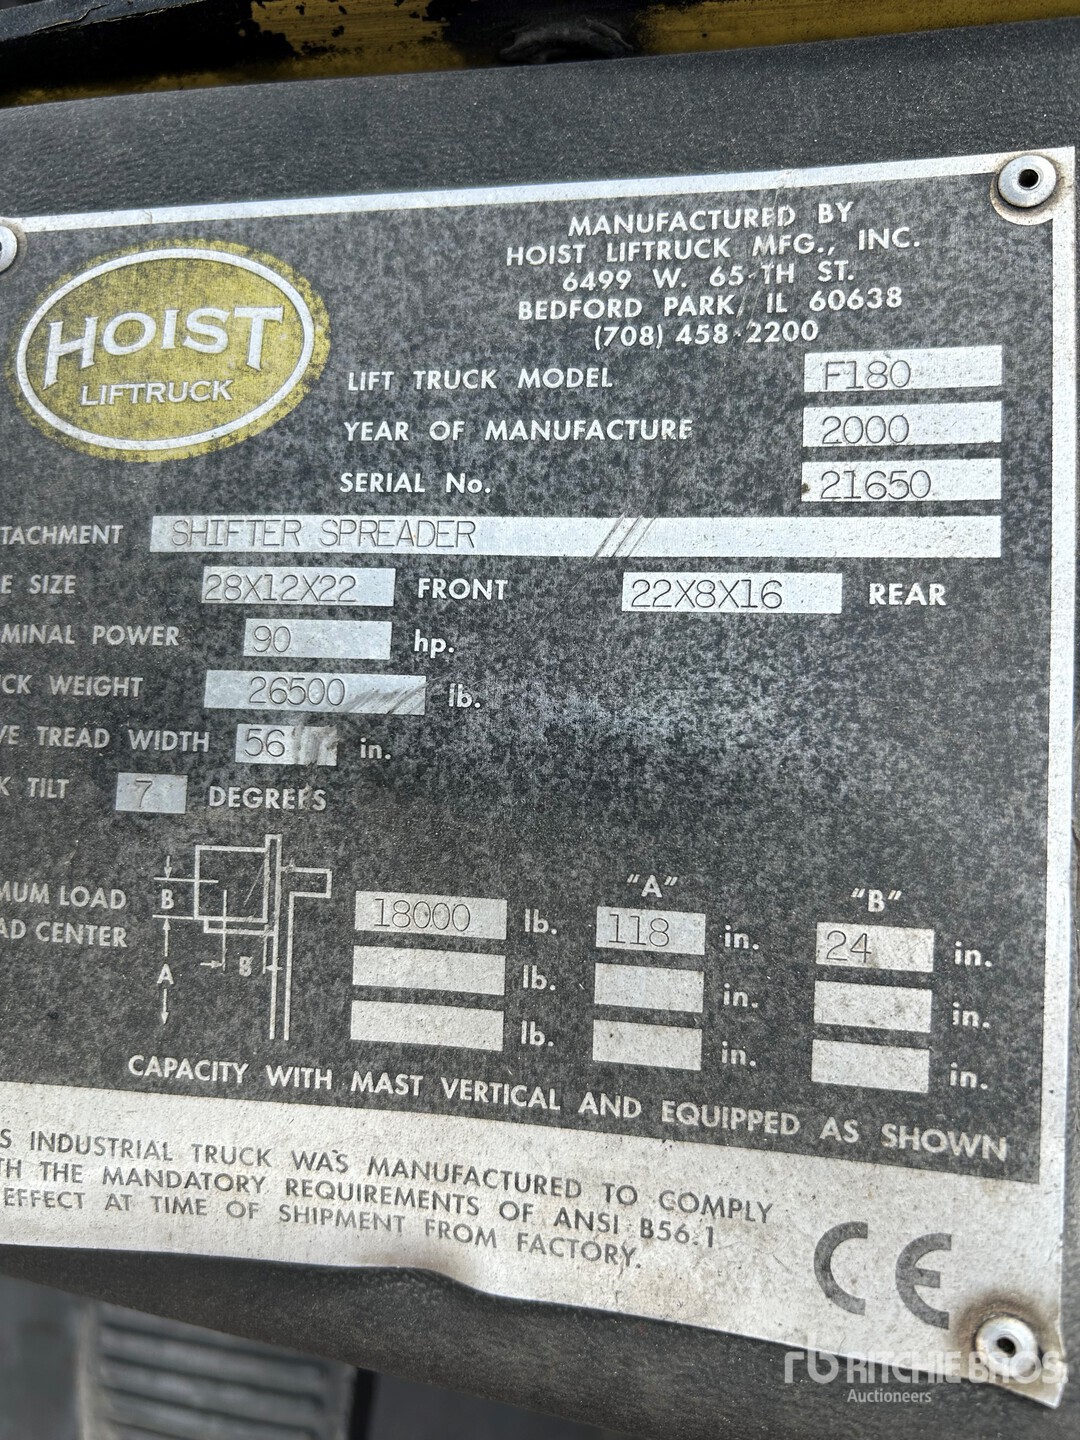 MANUFACTURED BY
HOIST LIFTRUCK MFG., INC.
6499 W. 65 TH ST.
BEDFORD PARK, IL 60638
(708) 458-2200
HOIST
LIFTRUCK
LIFT TRUCK MODEL F180
YEAR OF MANUFACTURE 2000
SERIAL No. 21650
TACHMENT SHIFTER SPREADER
E SIZE 28X12X22 FRONT 22X8X16 REAR
MINAL POWER 90 hp.
CK WEIGHT 26500 lb.
VE TREAD WIDTH 56 in.
K TILT 7 DEGREES
"A" "B"
MUM LOAD B 18000 lb. 118 in. 24 in.
AD CENTER
A B lb. in. in.
lb. in. in.
CAPACITY WITH MAST VERTICAL AND EQUIPPED AS SHOWN
S INDUSTRIAL TRUCK WAS MANUFACTURED TO COMPLY
TH THE MANDATORY REQUIREMENTS OF ANSI B56.1
EFFECT AT TIME OF SHIPMENT FROM FACTORY.
CE
rb RITCHIE BROS.
Auctioneers